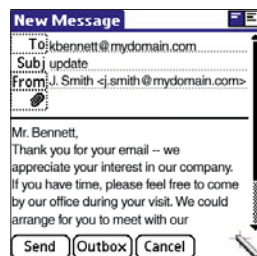 New Message
To kbennett@mydomain.com
Subj update
From J. Smith <j.smith@mydomain.com>
Mr. Bennett,
Thank you for your email -- we
appreciate your interest in our company.
If you have time, please feel free to come
by our office during your visit. We could
arrange for you to meet with our
Send Outbox Cancel